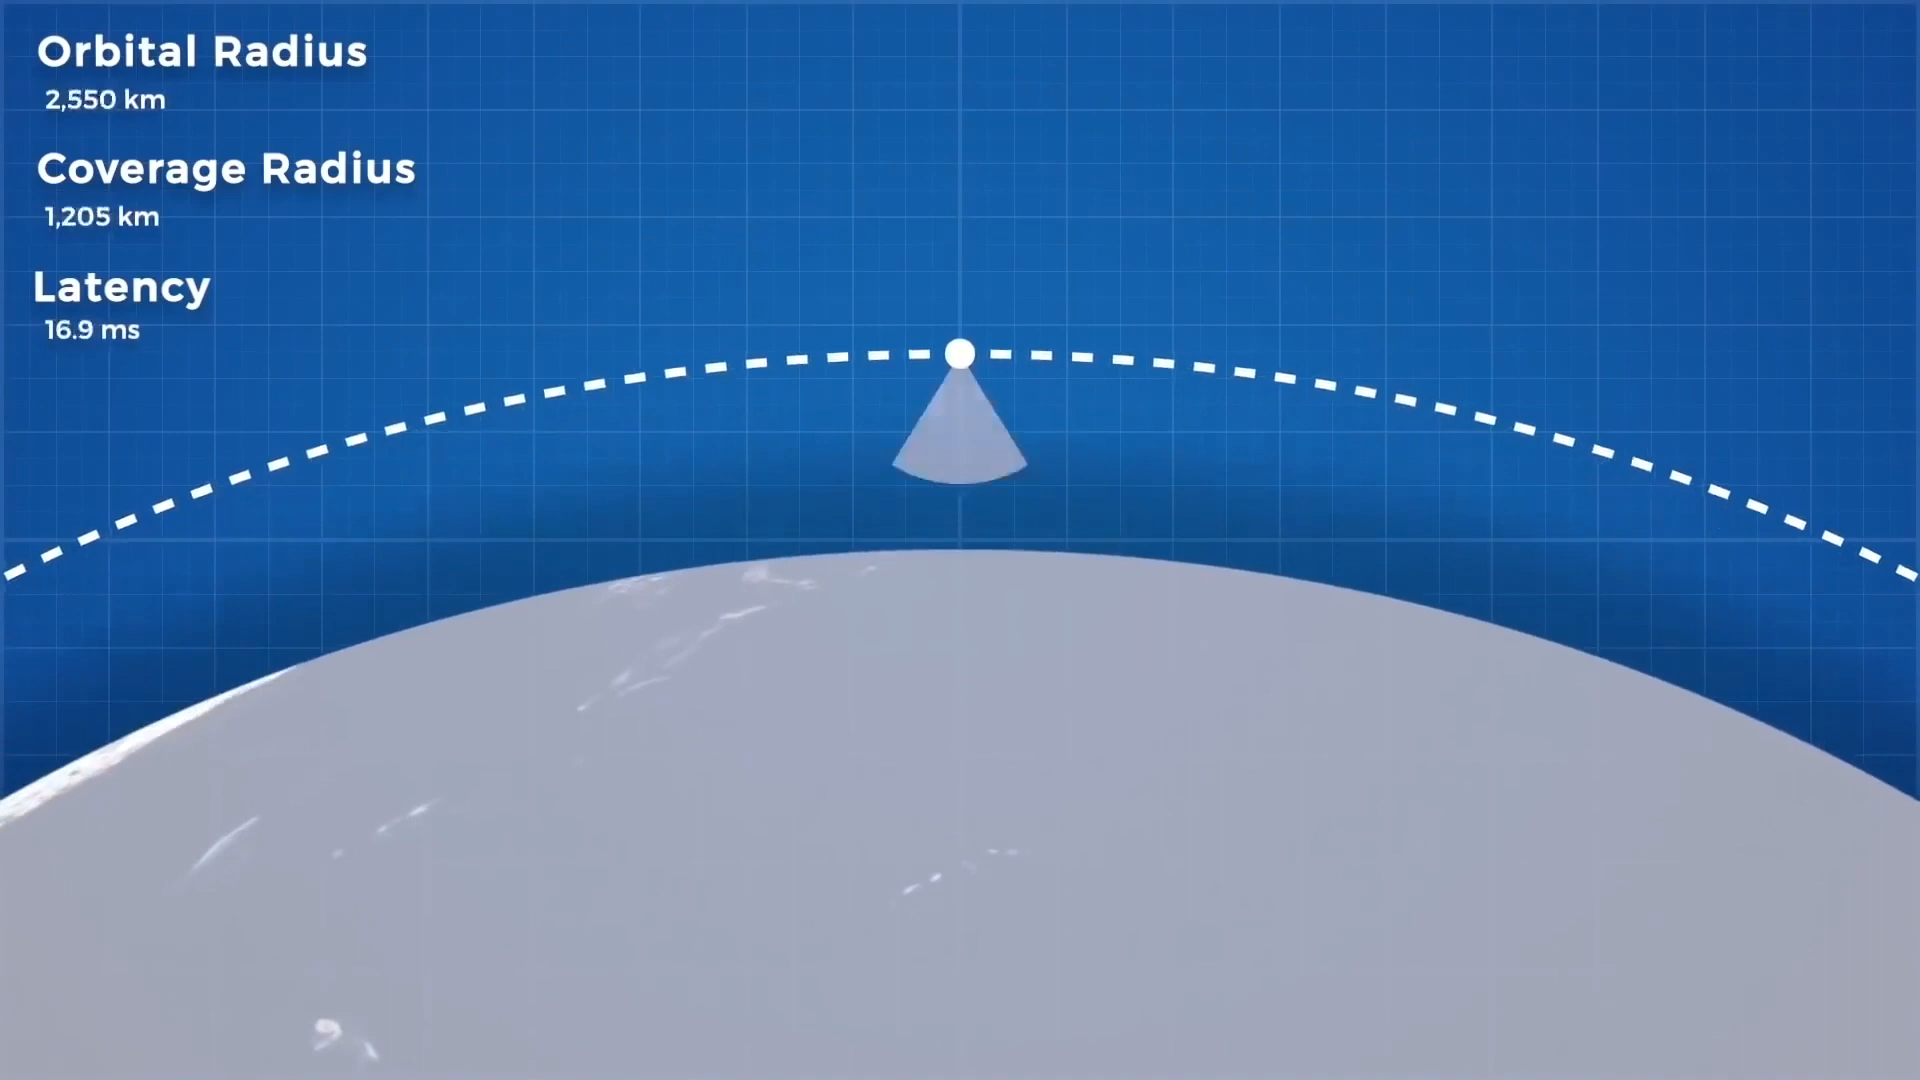 Orbital Radius
2,550 km
Coverage Radius
1,205 km
Latency
16.9 ms